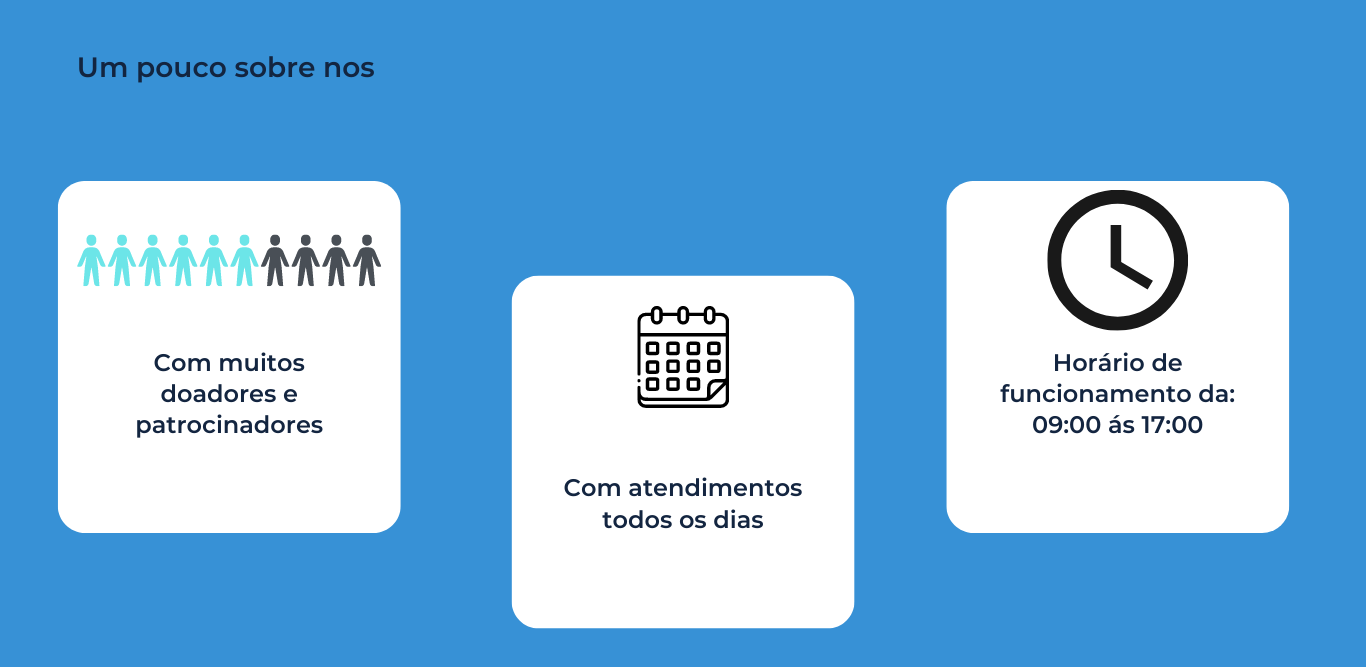 Um pouco sobre nos
Com muitos
doadores e
patrocinadores
Com atendimentos
todos os dias
Horário de
funcionamento da:
09:00 ás 17:00